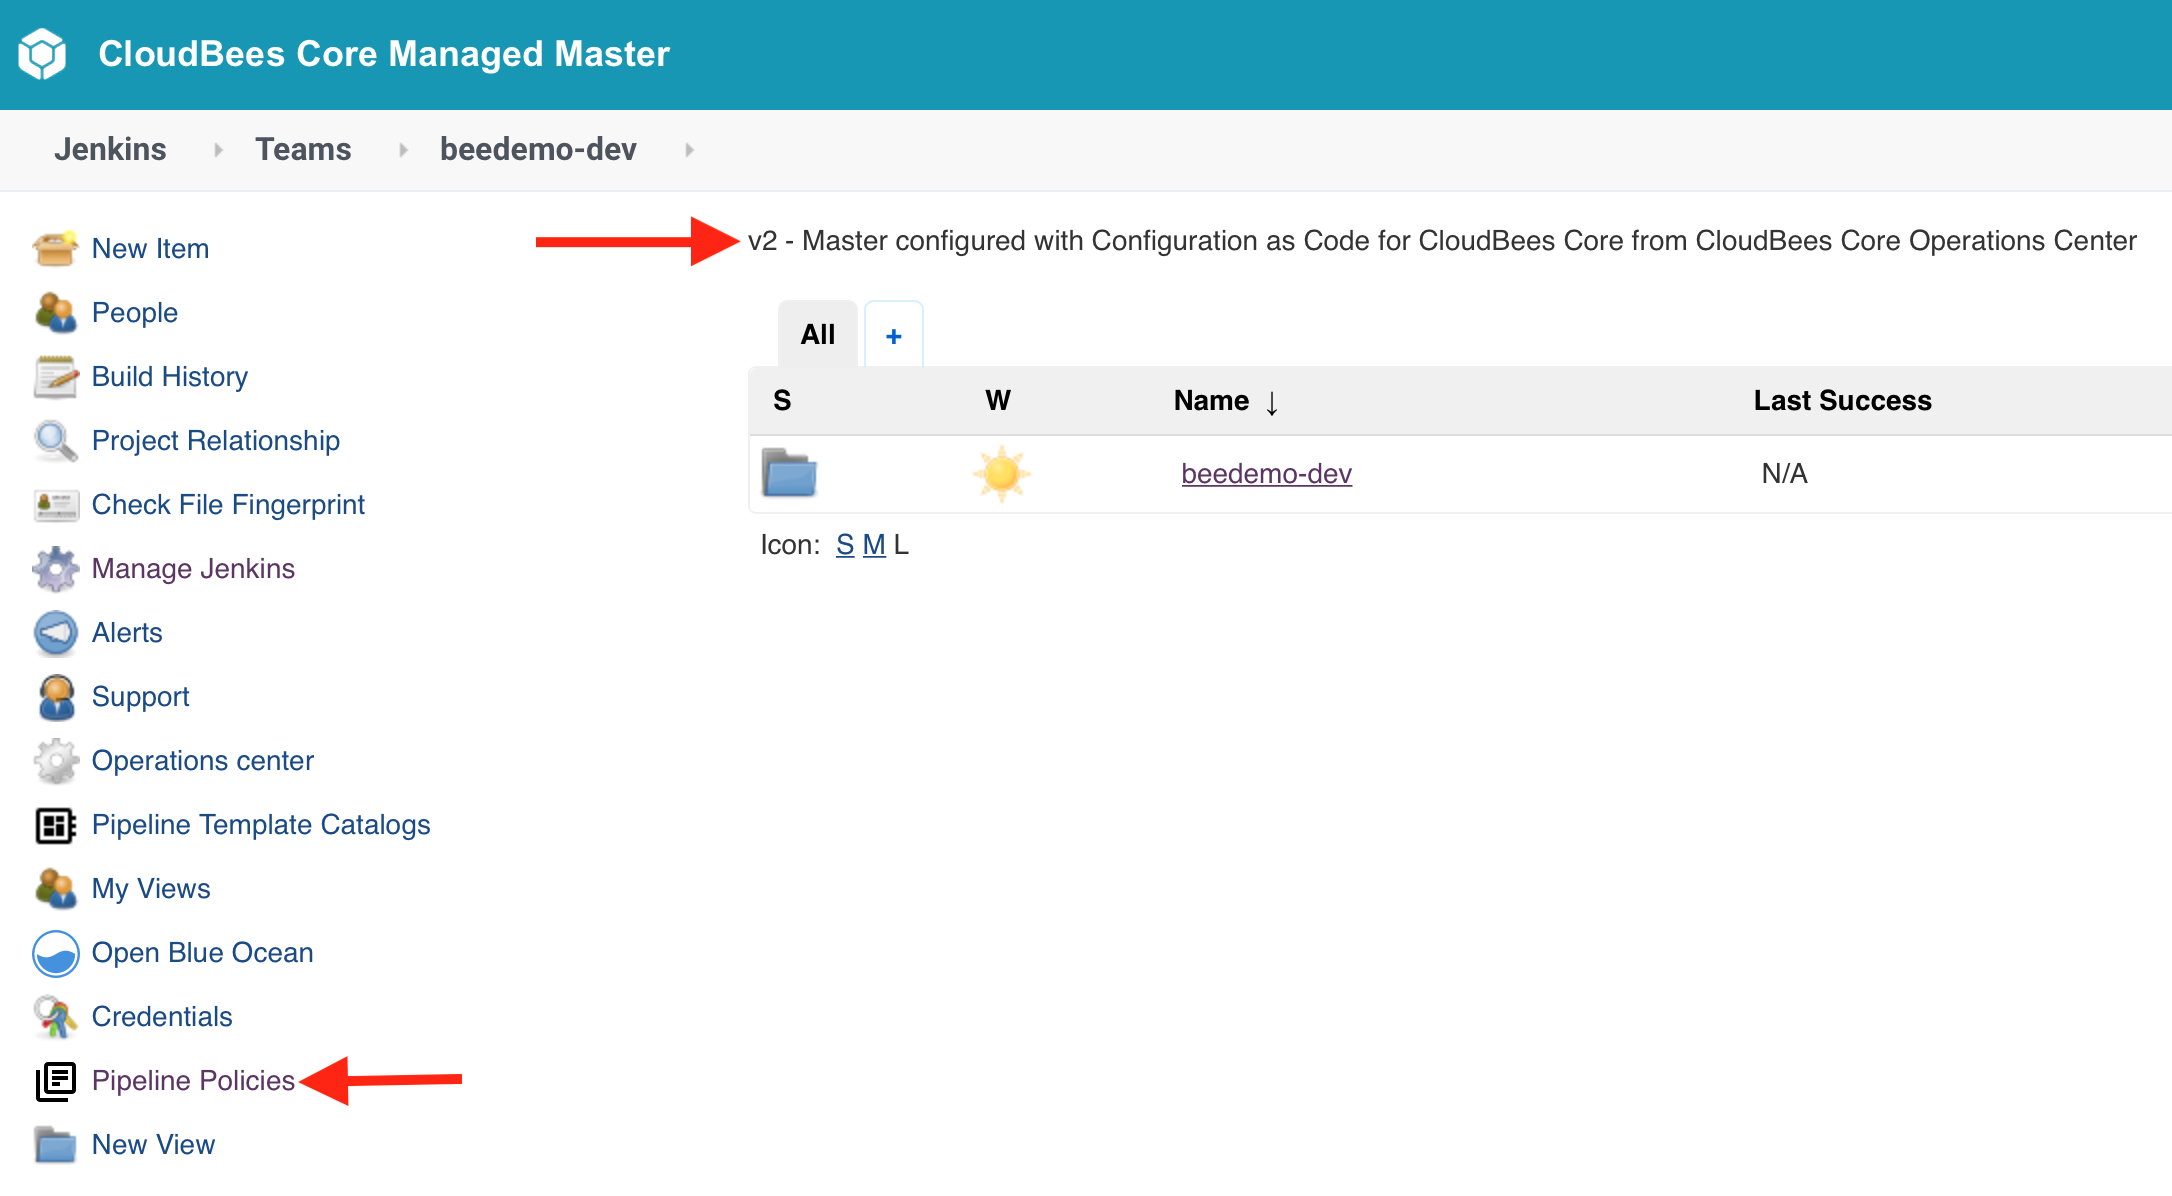 CloudBees Core Managed Master
Jenkins Teams beedemo-dev
New Item
People
Build History
Project Relationship
Check File Fingerprint
Manage Jenkins
Alerts
Support
Operations center
Pipeline Template Catalogs
My Views
Open Blue Ocean
Credentials
Pipeline Policies
New View
v2 - Master configured with Configuration as Code for CloudBees Core from CloudBees Core Operations Center
All +
S W Name ↓ Last Success
beedemo-dev N/A
Icon: S M L